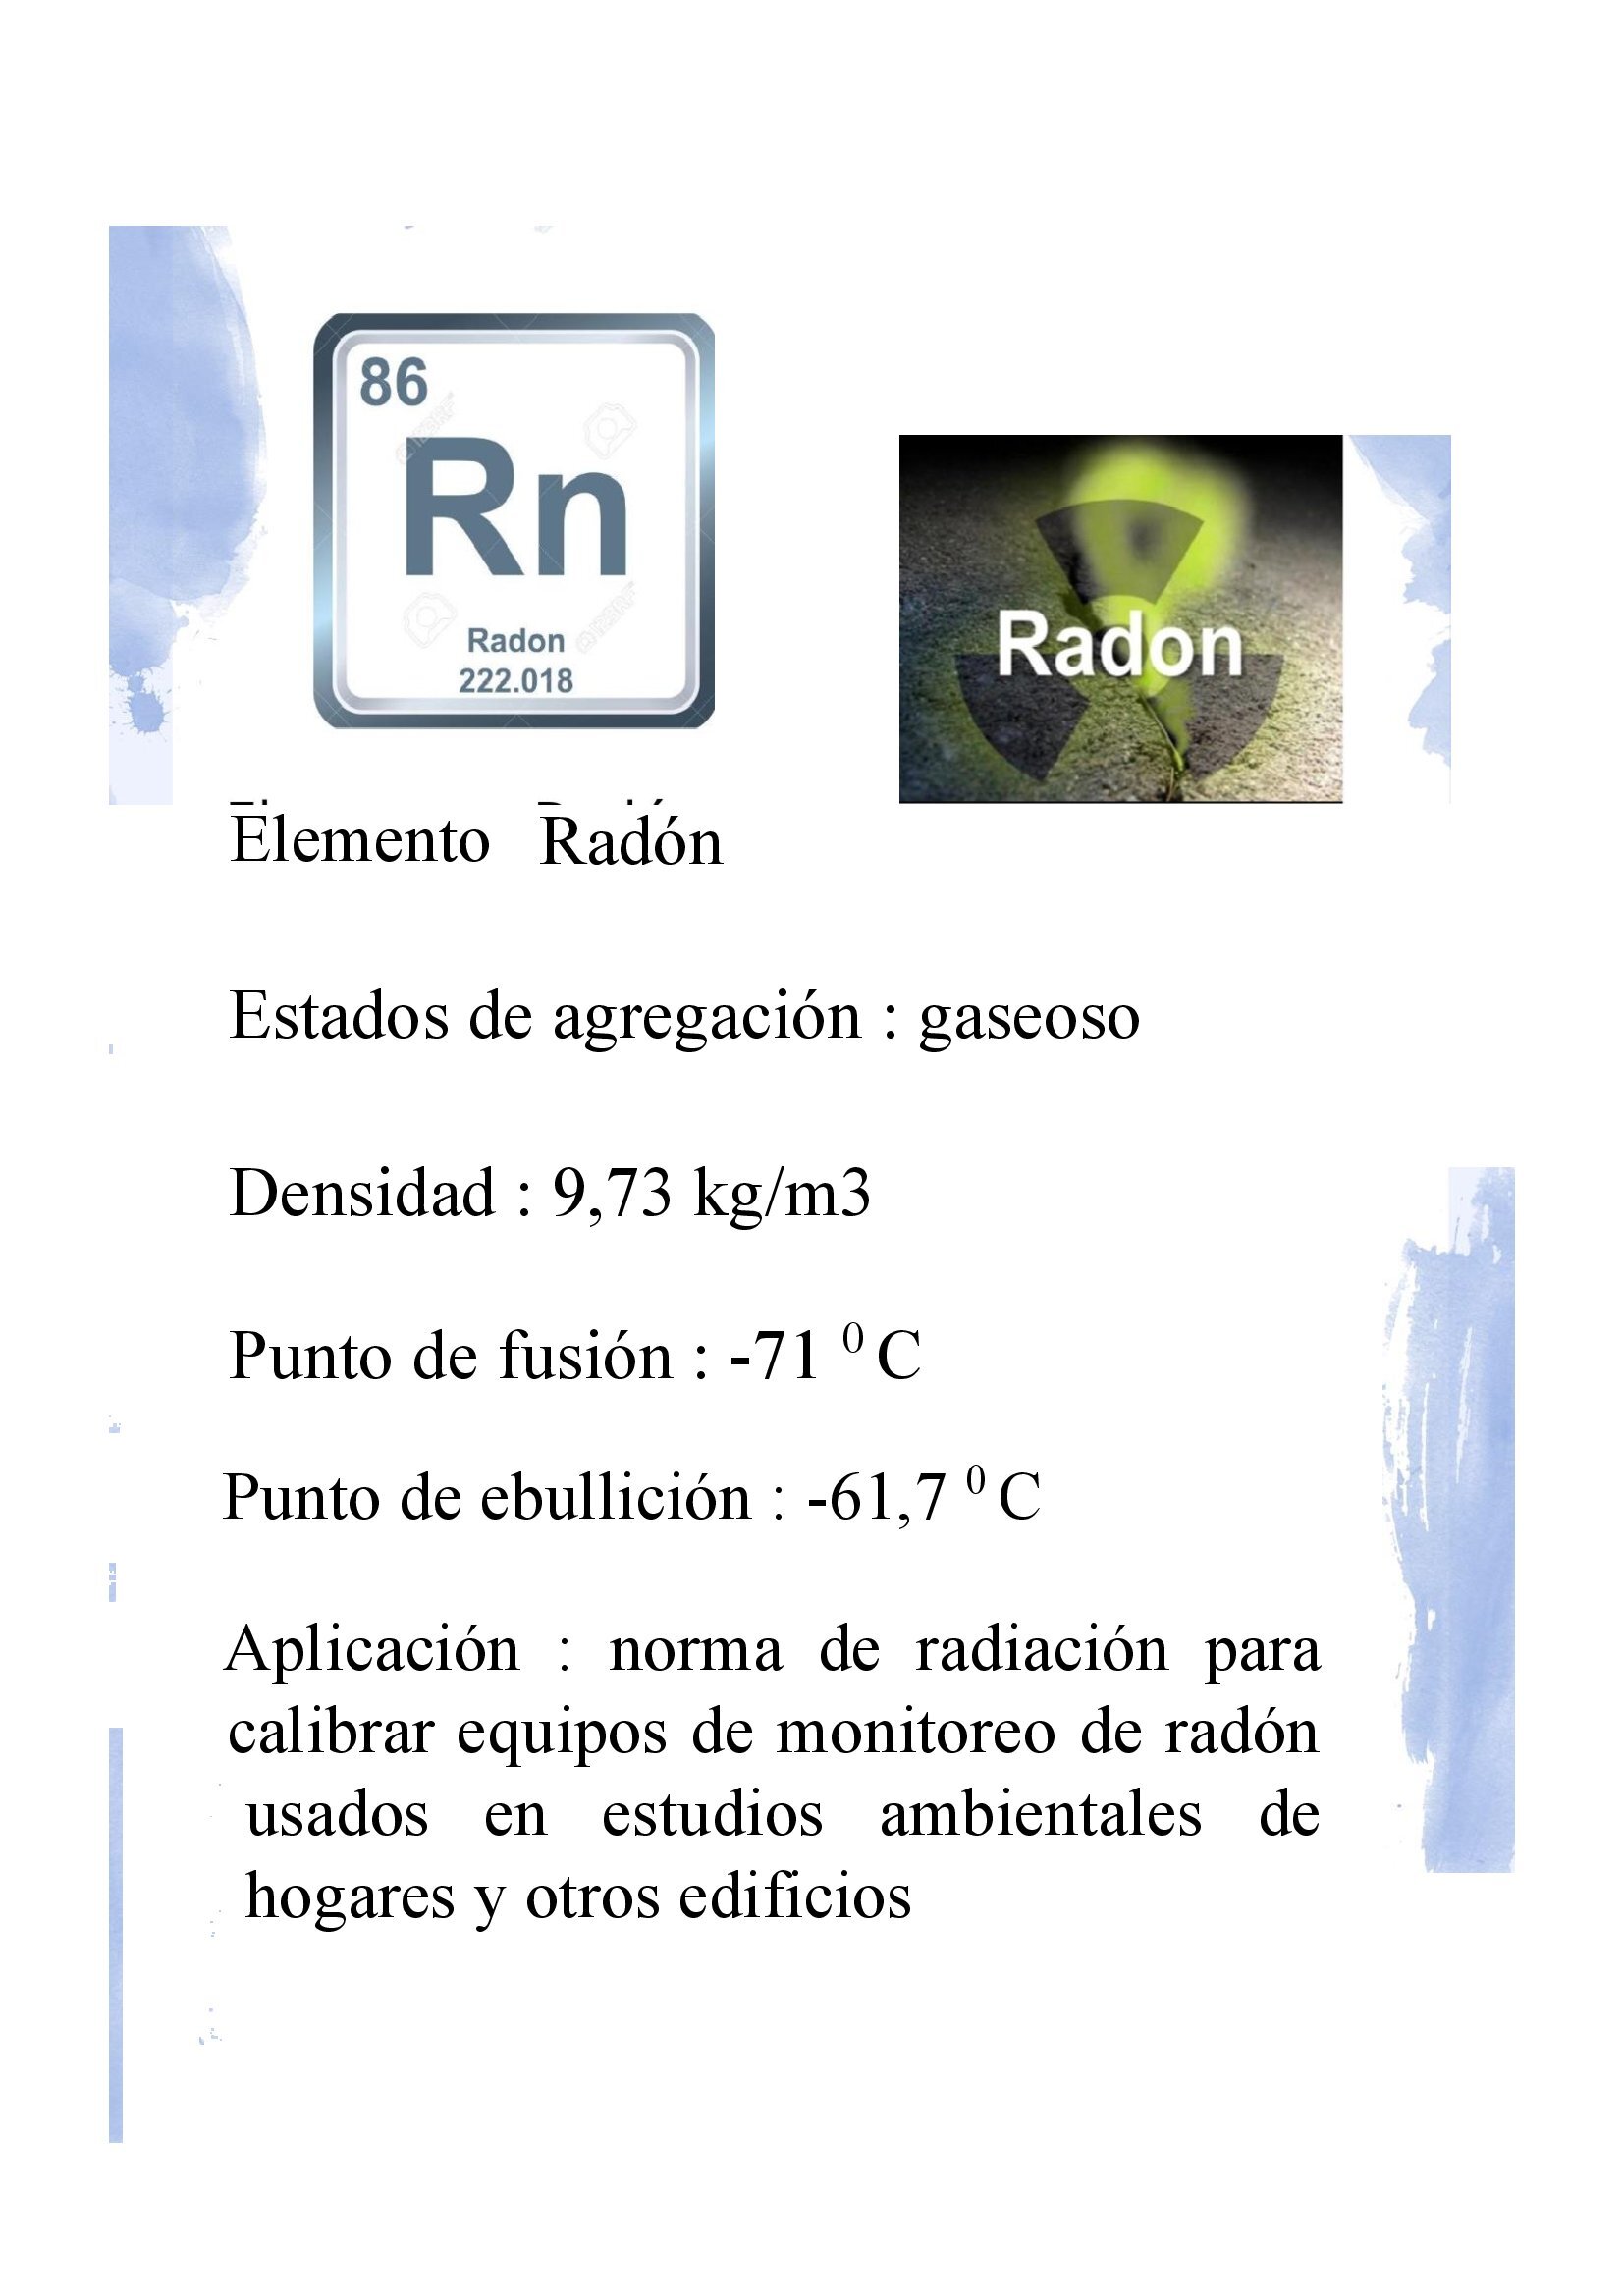 86
Rn
Radon
222.018
Radon
Elemento Radón
Estados de agregación : gaseoso
Densidad : 9,73 kg/m3
Punto de fusión : -71 ⁰ C
Punto de ebullición : -61,7 ⁰ C
Aplicación : norma de radiación para
calibrar equipos de monitoreo de radón
usados en estudios ambientales de
hogares y otros edificios